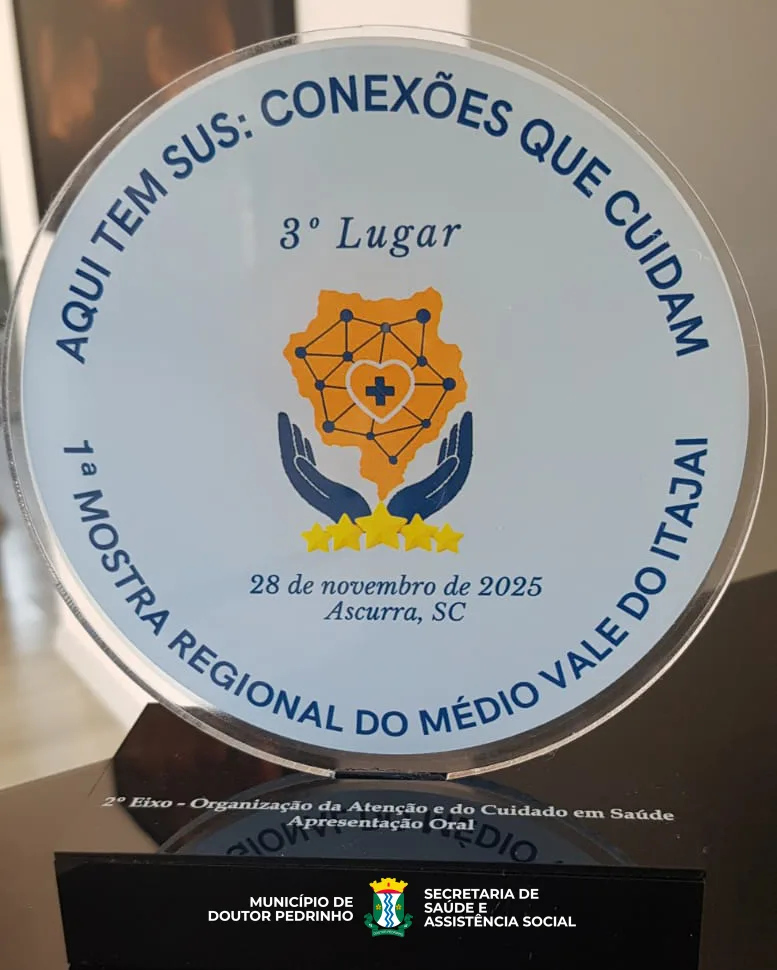 AQUI TEM SUS: CONEXÕES QUE CUIDAM
3º Lugar
28 de novembro de 2025
Ascurra, SC
1ª MOSTRA REGIONAL DO MÉDIO VALE DO ITAJAI
2º Eixo - Organização da Atenção e do Cuidado em Saúde
Apresentação Oral
MUNICÍPIO DE
DOUTOR PEDRINHO
SECRETARIA DE
SAÚDE E
ASSISTÊNCIA SOCIAL